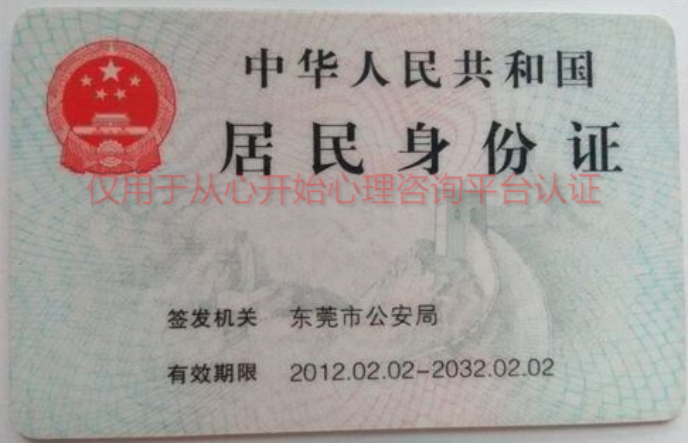 中华人民共和国
居民身份证
仅用于从心开始心理咨询平台认证
签发机关 东莞市公安局
有效期限 2012.02.02-2032.02.02